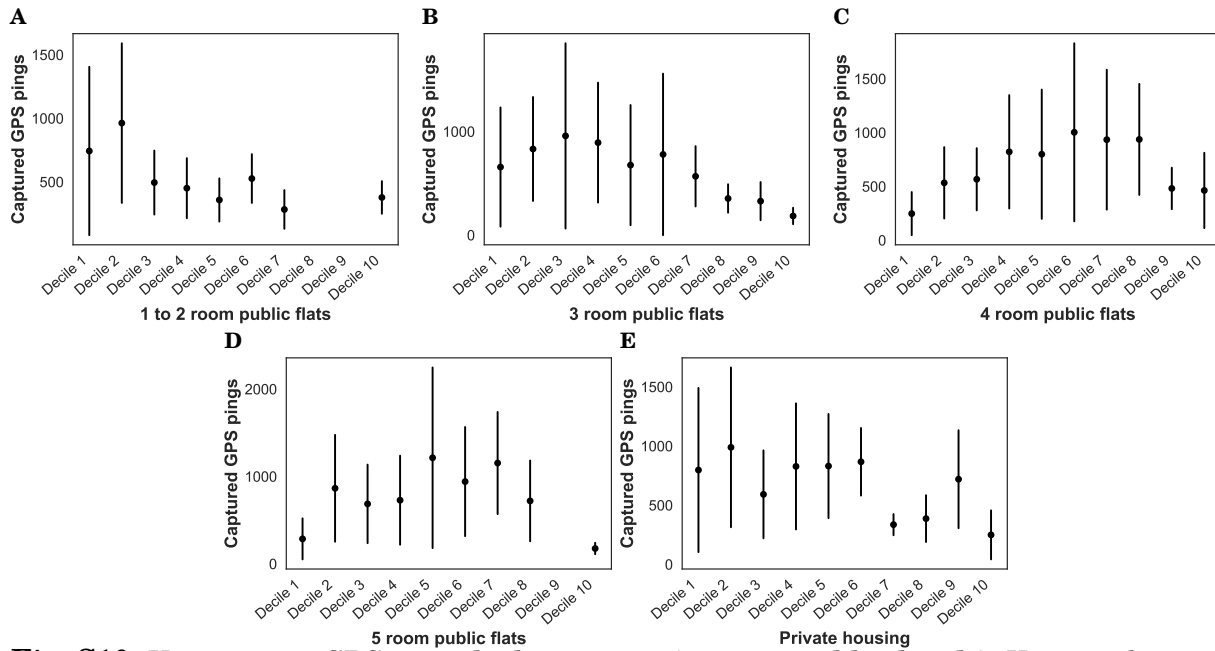 A
Captured GPS pings
1500
1000
500
Decile 1
Decile 2
Decile 3
Decile 4
Decile 5
Decile 6
Decile 7
Decile 8
Decile 9
Decile 10
1 to 2 room public flats
B
Captured GPS pings
1000
0
Decile 1
Decile 2
Decile 3
Decile 4
Decile 5
Decile 6
Decile 7
Decile 8
Decile 9
Decile 10
3 room public flats
C
Captured GPS pings
1500
1000
500
0
Decile 1
Decile 2
Decile 3
Decile 4
Decile 5
Decile 6
Decile 7
Decile 8
Decile 9
Decile 10
4 room public flats
D
Captured GPS pings
2000
1000
0
Decile 1
Decile 2
Decile 3
Decile 4
Decile 5
Decile 6
Decile 7
Decile 8
Decile 9
Decile 10
5 room public flats
E
Captured GPS pings
1500
1000
500
0
Decile 1
Decile 2
Decile 3
Decile 4
Decile 5
Decile 6
Decile 7
Decile 8
Decile 9
Decile 10
Private housing